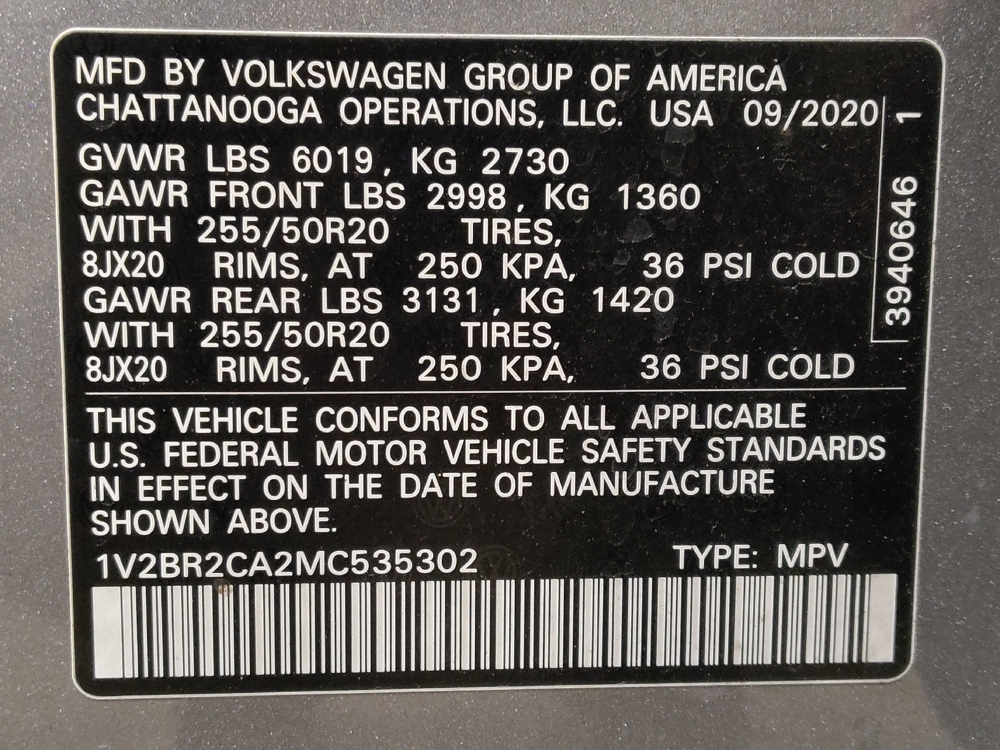 MFD BY VOLKSWAGEN GROUP OF AMERICA
CHATTANOOGA OPERATIONS, LLC. USA 09/2020
GVWR LBS 6019, KG 2730
GAWR FRONT LBS 2998, KG 1360
WITH 255/50R20 TIRES,
8JX20 RIMS, AT 250 KPA, 36 PSI COLD
GAWR REAR LBS 3131, KG 1420
WITH 255/50R20 TIRES,
8JX20 RIMS, AT 250 KPA, 36 PSI COLD
3940646 1
THIS VEHICLE CONFORMS TO ALL APPLICABLE
U.S. FEDERAL MOTOR VEHICLE SAFETY STANDARDS
IN EFFECT ON THE DATE OF MANUFACTURE
SHOWN ABOVE.
1V2BR2CA2MC535302 TYPE: MPV